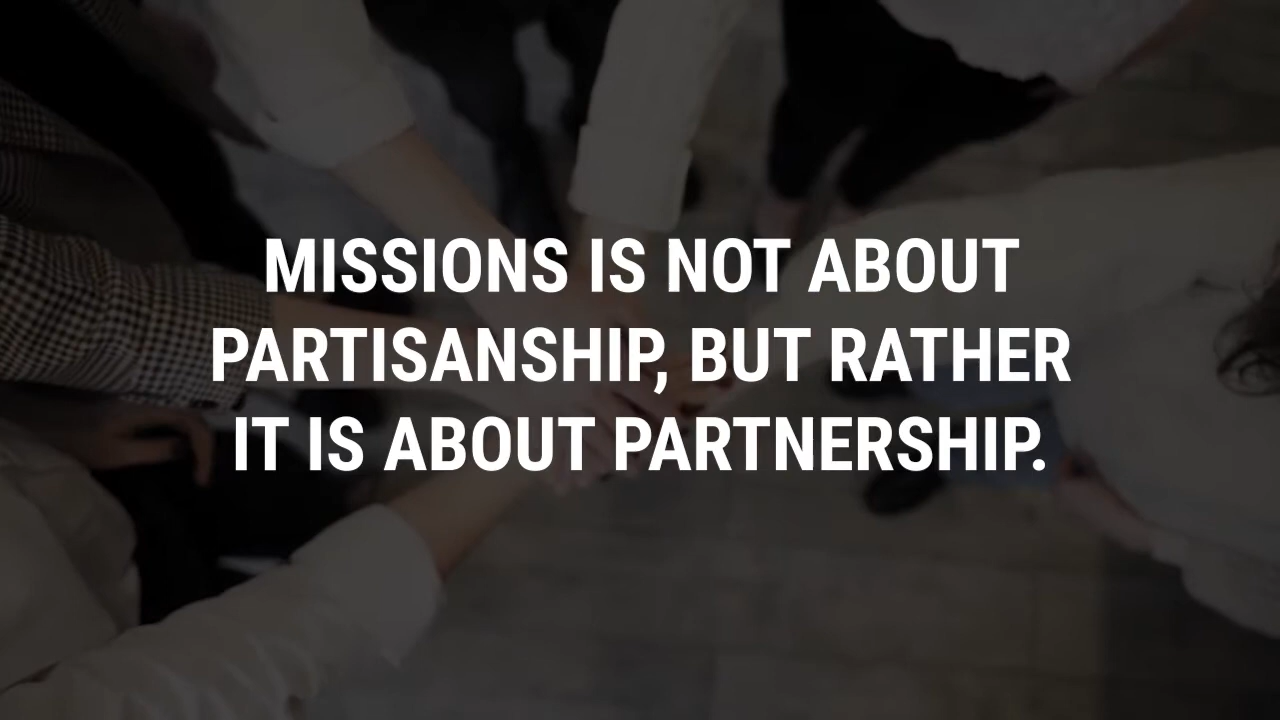 MISSIONS IS NOT ABOUT
PARTISANSHIP, BUT RATHER
IT IS ABOUT PARTNERSHIP.